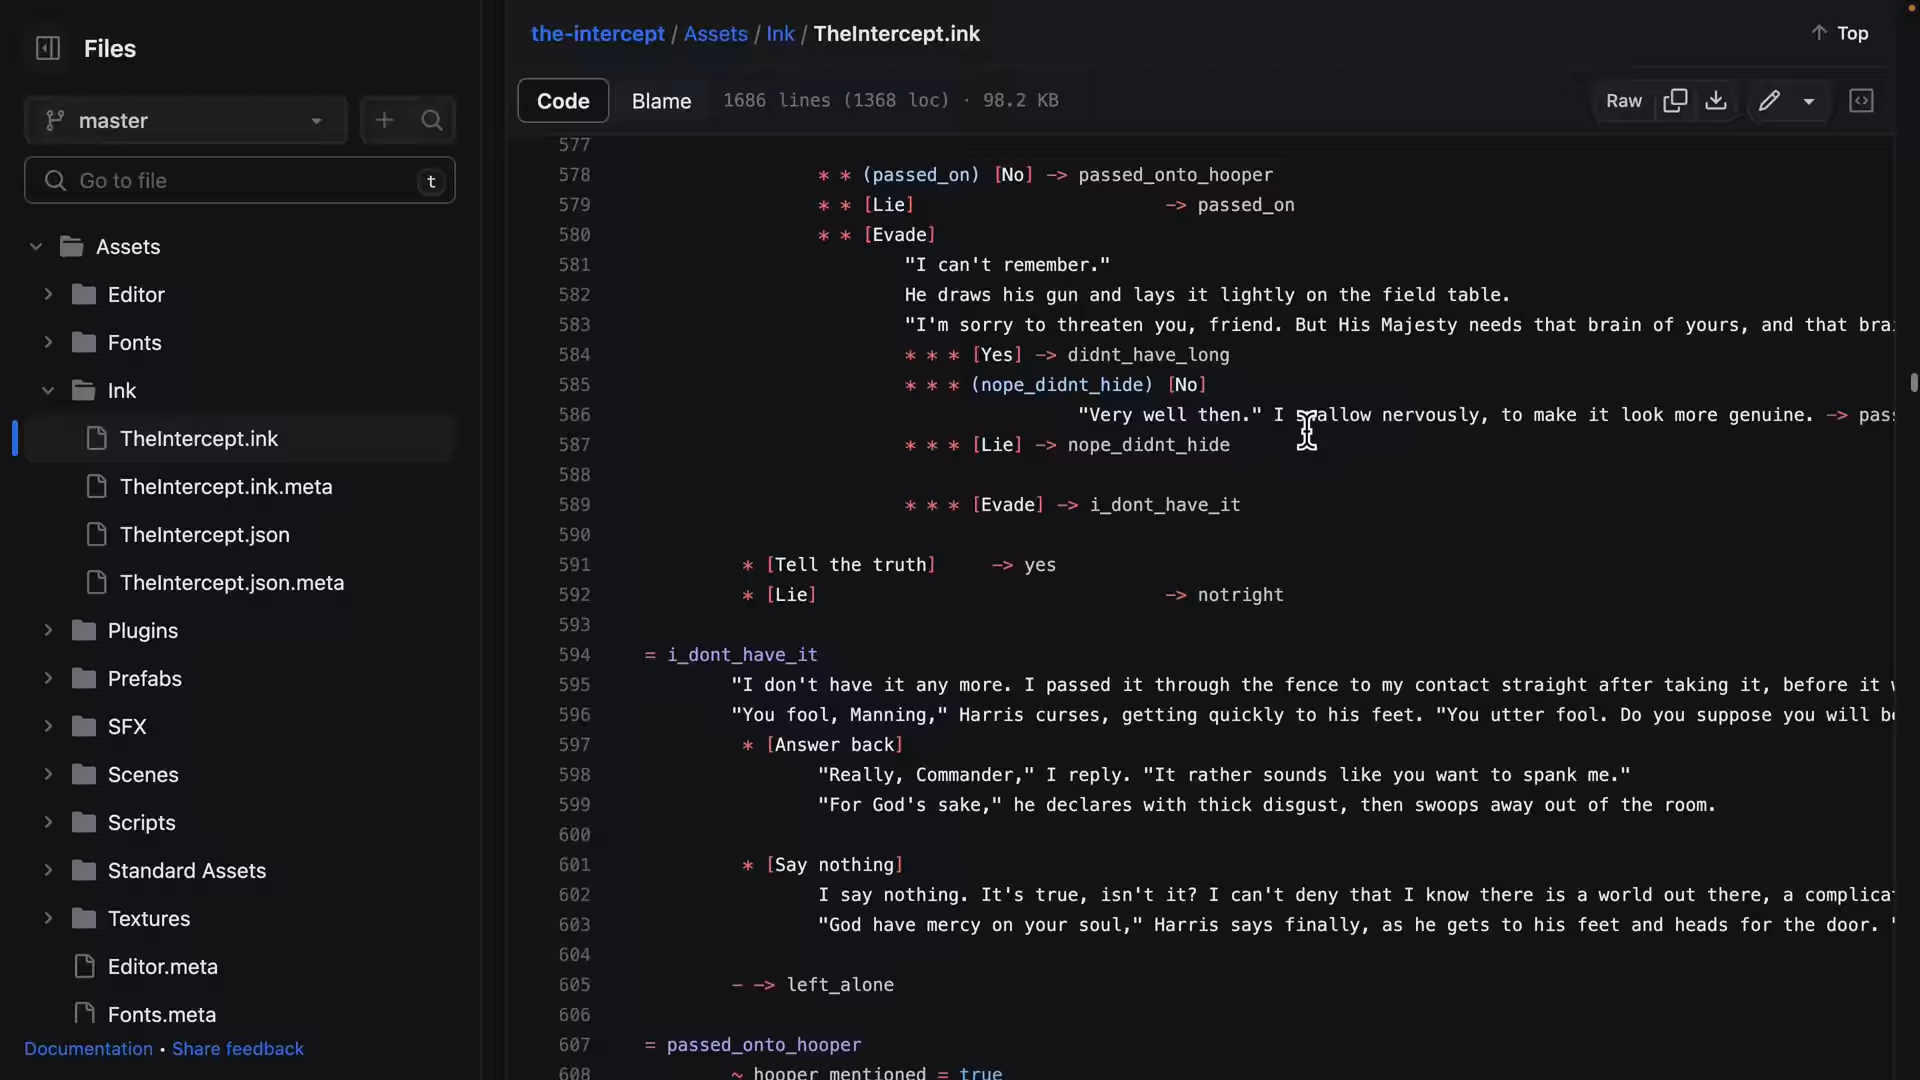 Files
master
Go to file
t
Assets
Editor
Fonts
Ink
TheIntercept.ink
TheIntercept.ink.meta
TheIntercept.json
TheIntercept.json.meta
Plugins
Prefabs
SFX
Scenes
Scripts
Standard Assets
Textures
Editor.meta
Fonts.meta
Documentation • Share feedback
the-intercept / Assets / Ink / TheIntercept.ink
Top
Code Blame 1686 lines (1368 loc) · 98.2 KB
Raw
577
578 * * (passed_on) [No] -> passed_onto_hooper
579 * * [Lie] -> passed_on
580 * * [Evade]
581 "I can't remember."
582 He draws his gun and lays it lightly on the field table.
583 "I'm sorry to threaten you, friend. But His Majesty needs that brain of yours, and that bra
584 * * * [Yes] -> didnt_have_long
585 * * * (nope_didnt_hide) [No]
586 "Very well then." I swallow nervously, to make it look more genuine. -> pas
587 * * * [Lie] -> nope_didnt_hide
588
589 * * * [Evade] -> i_dont_have_it
590
591 * [Tell the truth] -> yes
592 * [Lie] -> notright
593
594 = i_dont_have_it
595 "I don't have it any more. I passed it through the fence to my contact straight after taking it, before it
596 "You fool, Manning," Harris curses, getting quickly to his feet. "You utter fool. Do you suppose you will b
597 * [Answer back]
598 "Really, Commander," I reply. "It rather sounds like you want to spank me."
599 "For God's sake," he declares with thick disgust, then swoops away out of the room.
600
601 * [Say nothing]
602 I say nothing. It's true, isn't it? I can't deny that I know there is a world out there, a complica
603 "God have mercy on your soul," Harris says finally, as he gets to his feet and heads for the door. "
604
605 - -> left_alone
606
607 = passed_onto_hooper
608 ~ hooper_mentioned = true